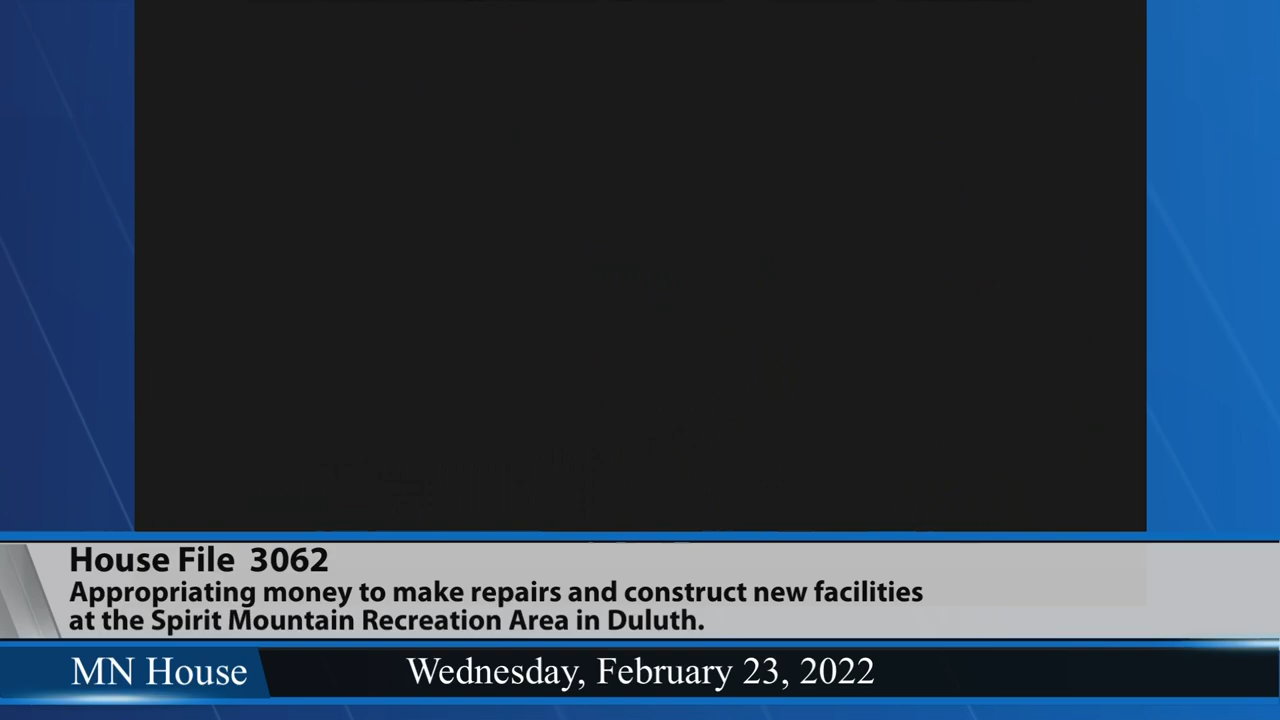 House File 3062
Appropriating money to make repairs and construct new facilities
at the Spirit Mountain Recreation Area in Duluth.
MN House
Wednesday, February 23, 2022